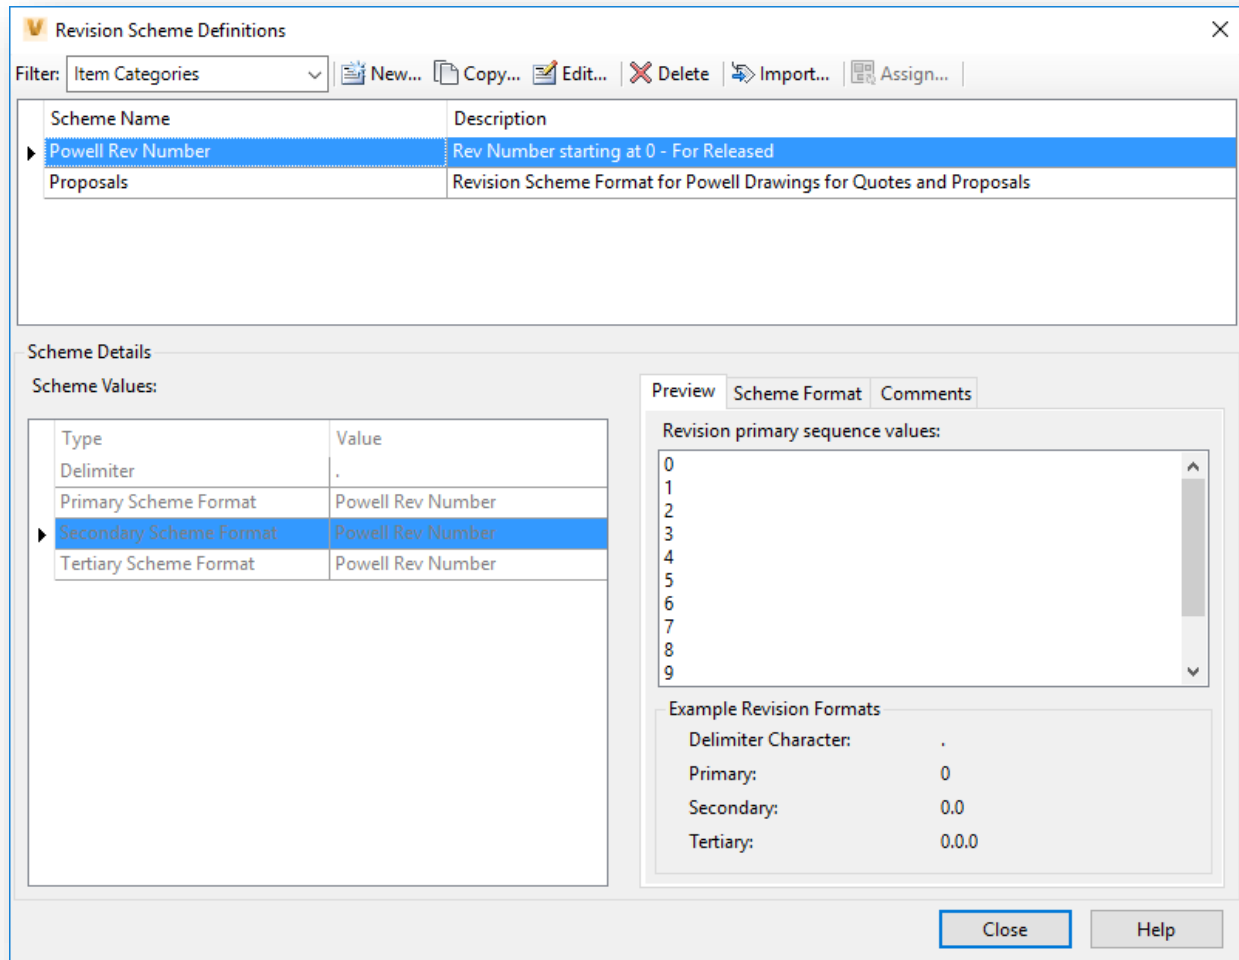 Revision Scheme Definitions
Filter: Item Categories New... Copy... Edit... Delete Import... Assign...
Scheme Name Description
Powell Rev Number Rev Number starting at 0 - For Released
Proposals Revision Scheme Format for Powell Drawings for Quotes and Proposals
Scheme Details
Scheme Values:
Type Value
Delimiter .
Primary Scheme Format Powell Rev Number
Secondary Scheme Format Powell Rev Number
Tertiary Scheme Format Powell Rev Number
Preview Scheme Format Comments
Revision primary sequence values:
0
1
2
3
4
5
6
7
8
9
Example Revision Formats
Delimiter Character: .
Primary: 0
Secondary: 0.0
Tertiary: 0.0.0
Close Help